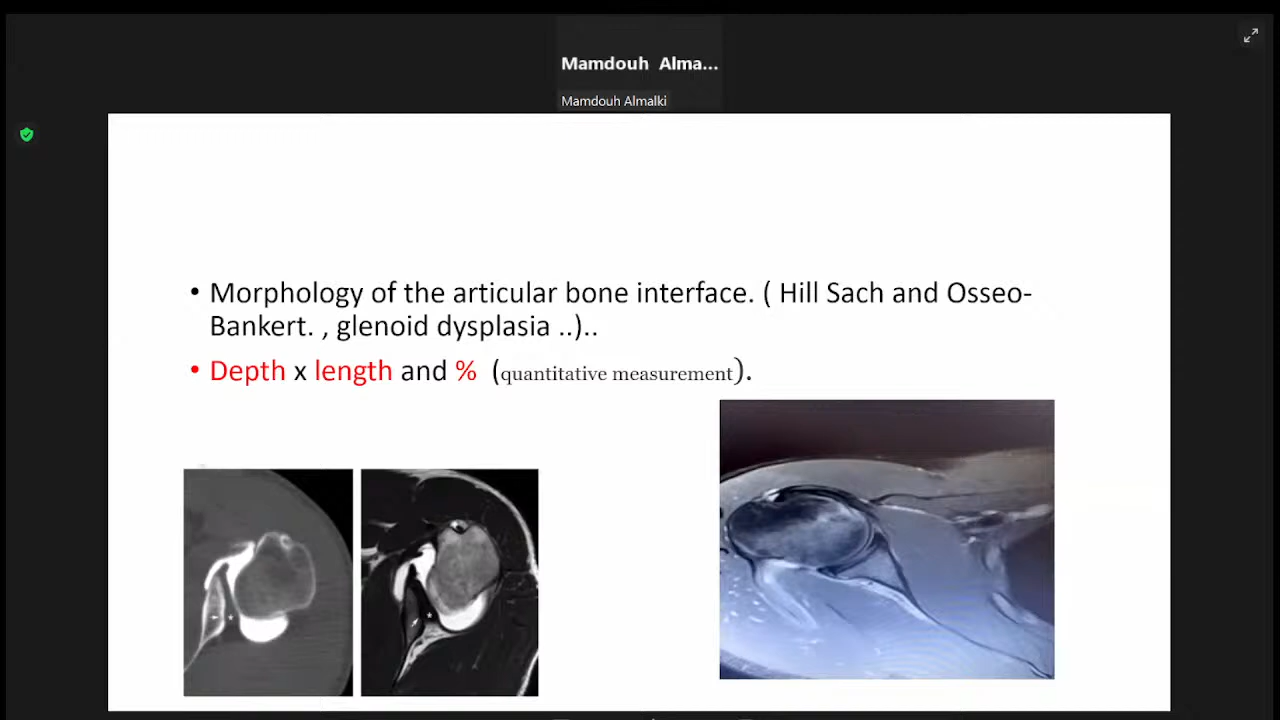 Mamdouh Alma...
Mamdouh Almalki
• Morphology of the articular bone interface. ( Hill Sach and Osseo-
Bankert. , glenoid dysplasia ..)..
• Depth x length and % (quantitative measurement).